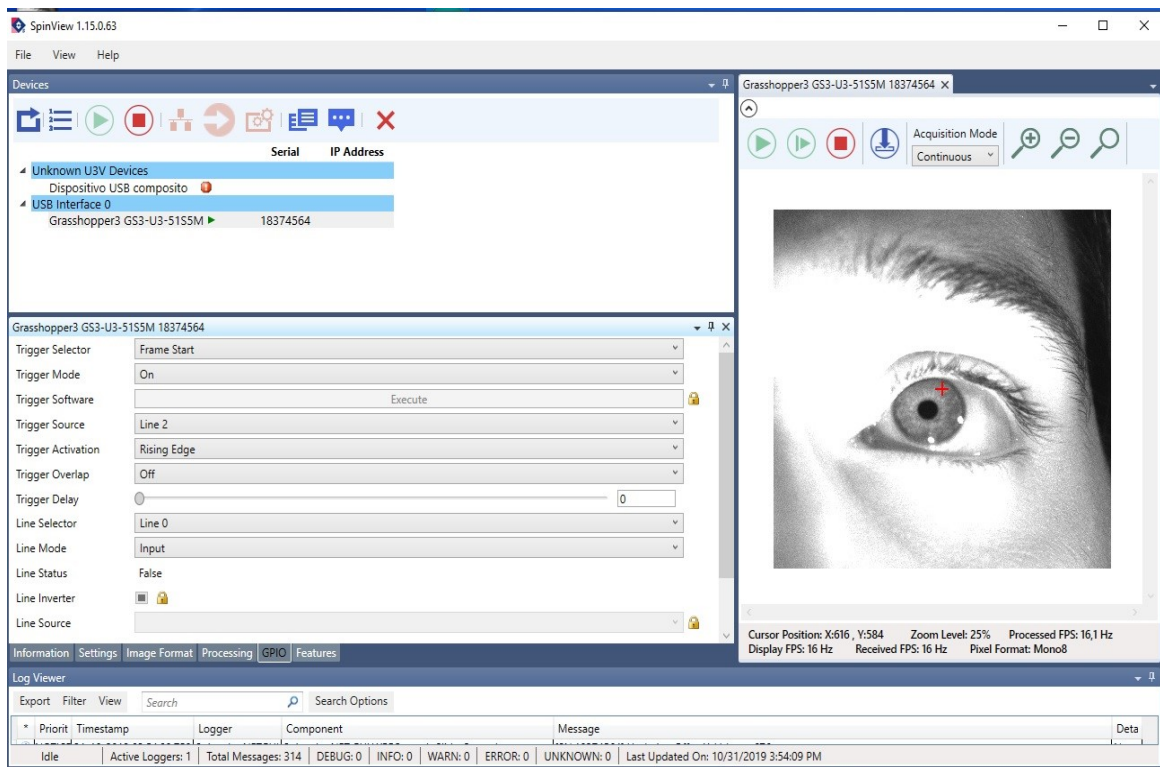 SpinView 1.15.0.63
File View Help
Devices
Serial IP Address
Unknown U3V Devices
Dispositivo USB composito
USB Interface 0
Grasshopper3 GS3-U3-51S5M 18374564
Grasshopper3 GS3-U3-51S5M 18374564
Trigger Selector Frame Start
Trigger Mode On
Trigger Software Execute
Trigger Source Line 2
Trigger Activation Rising Edge
Trigger Overlap Off
Trigger Delay 0
Line Selector Line 0
Line Mode Input
Line Status False
Line Inverter
Line Source
Information Settings Image Format Processing GPIO Features
Grasshopper3 GS3-U3-51S5M 18374564
Acquisition Mode
Continuous
Cursor Position: X:616 , Y:584 Zoom Level: 25% Processed FPS: 16,1 Hz
Display FPS: 16 Hz Received FPS: 16 Hz Pixel Format: Mono8
Log Viewer
Export Filter View Search Search Options
* Priorit Timestamp Logger Component Message Deta
Idle Active Loggers: 1 Total Messages: 314 DEBUG: 0 INFO: 0 WARN: 0 ERROR: 0 UNKNOWN: 0 Last Updated On: 10/31/2019 3:54:09 PM